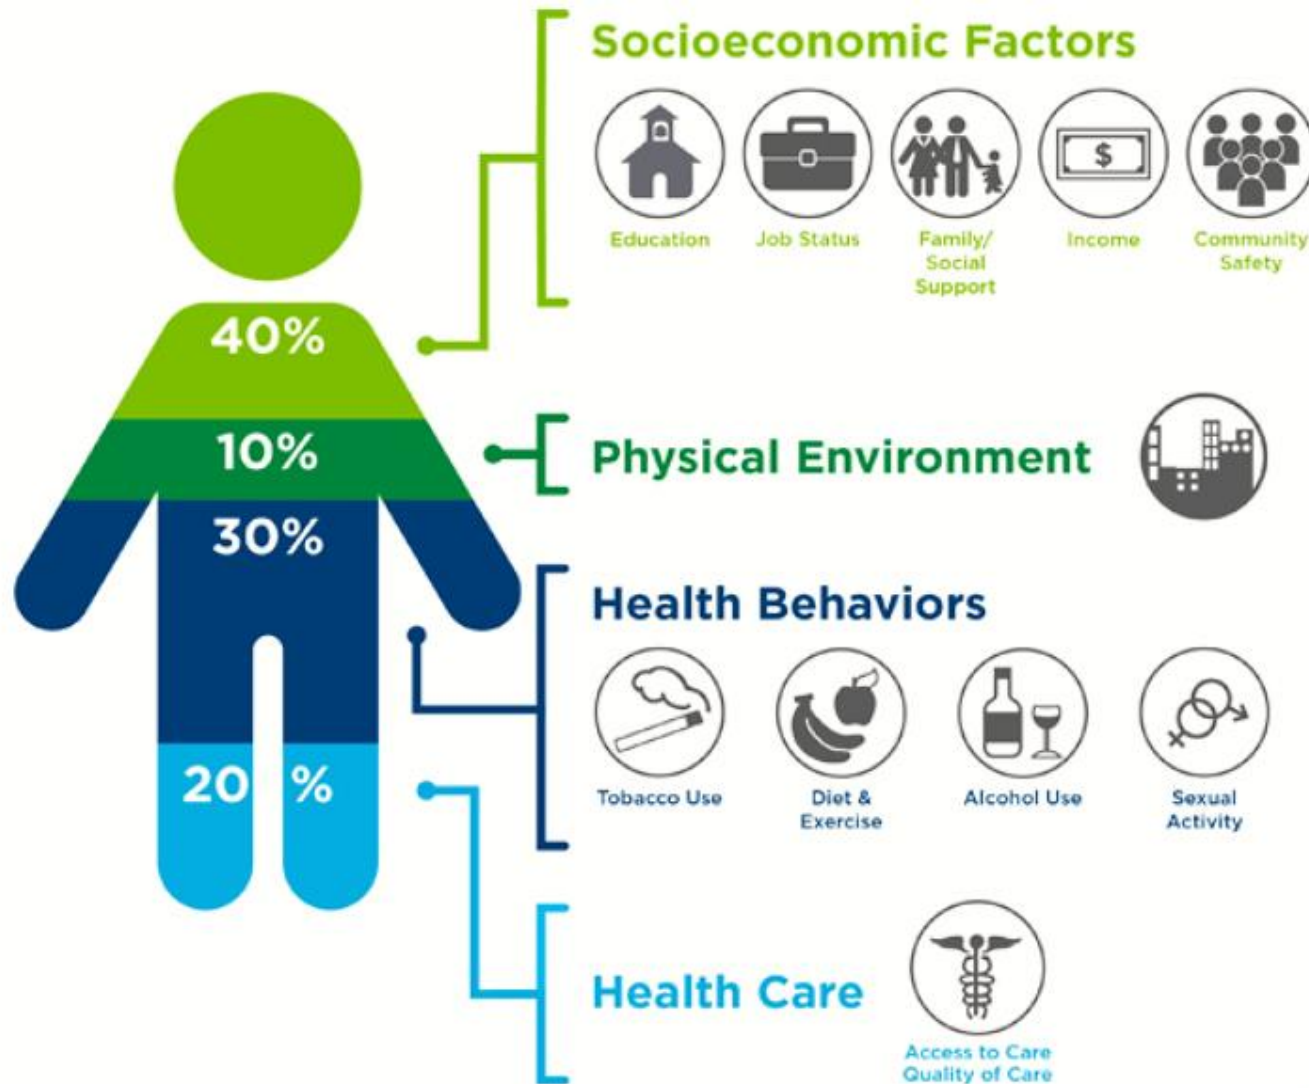 Socioeconomic Factors
$
Education
Job Status
Family/
Social
Support
Income
Community
Safety
40%
10%
Physical Environment
30%
Health Behaviors
Tobacco Use
Diet &
Exercise
Alcohol Use
Sexual
Activity
20 %
Health Care
Access to Care
Quality of Care